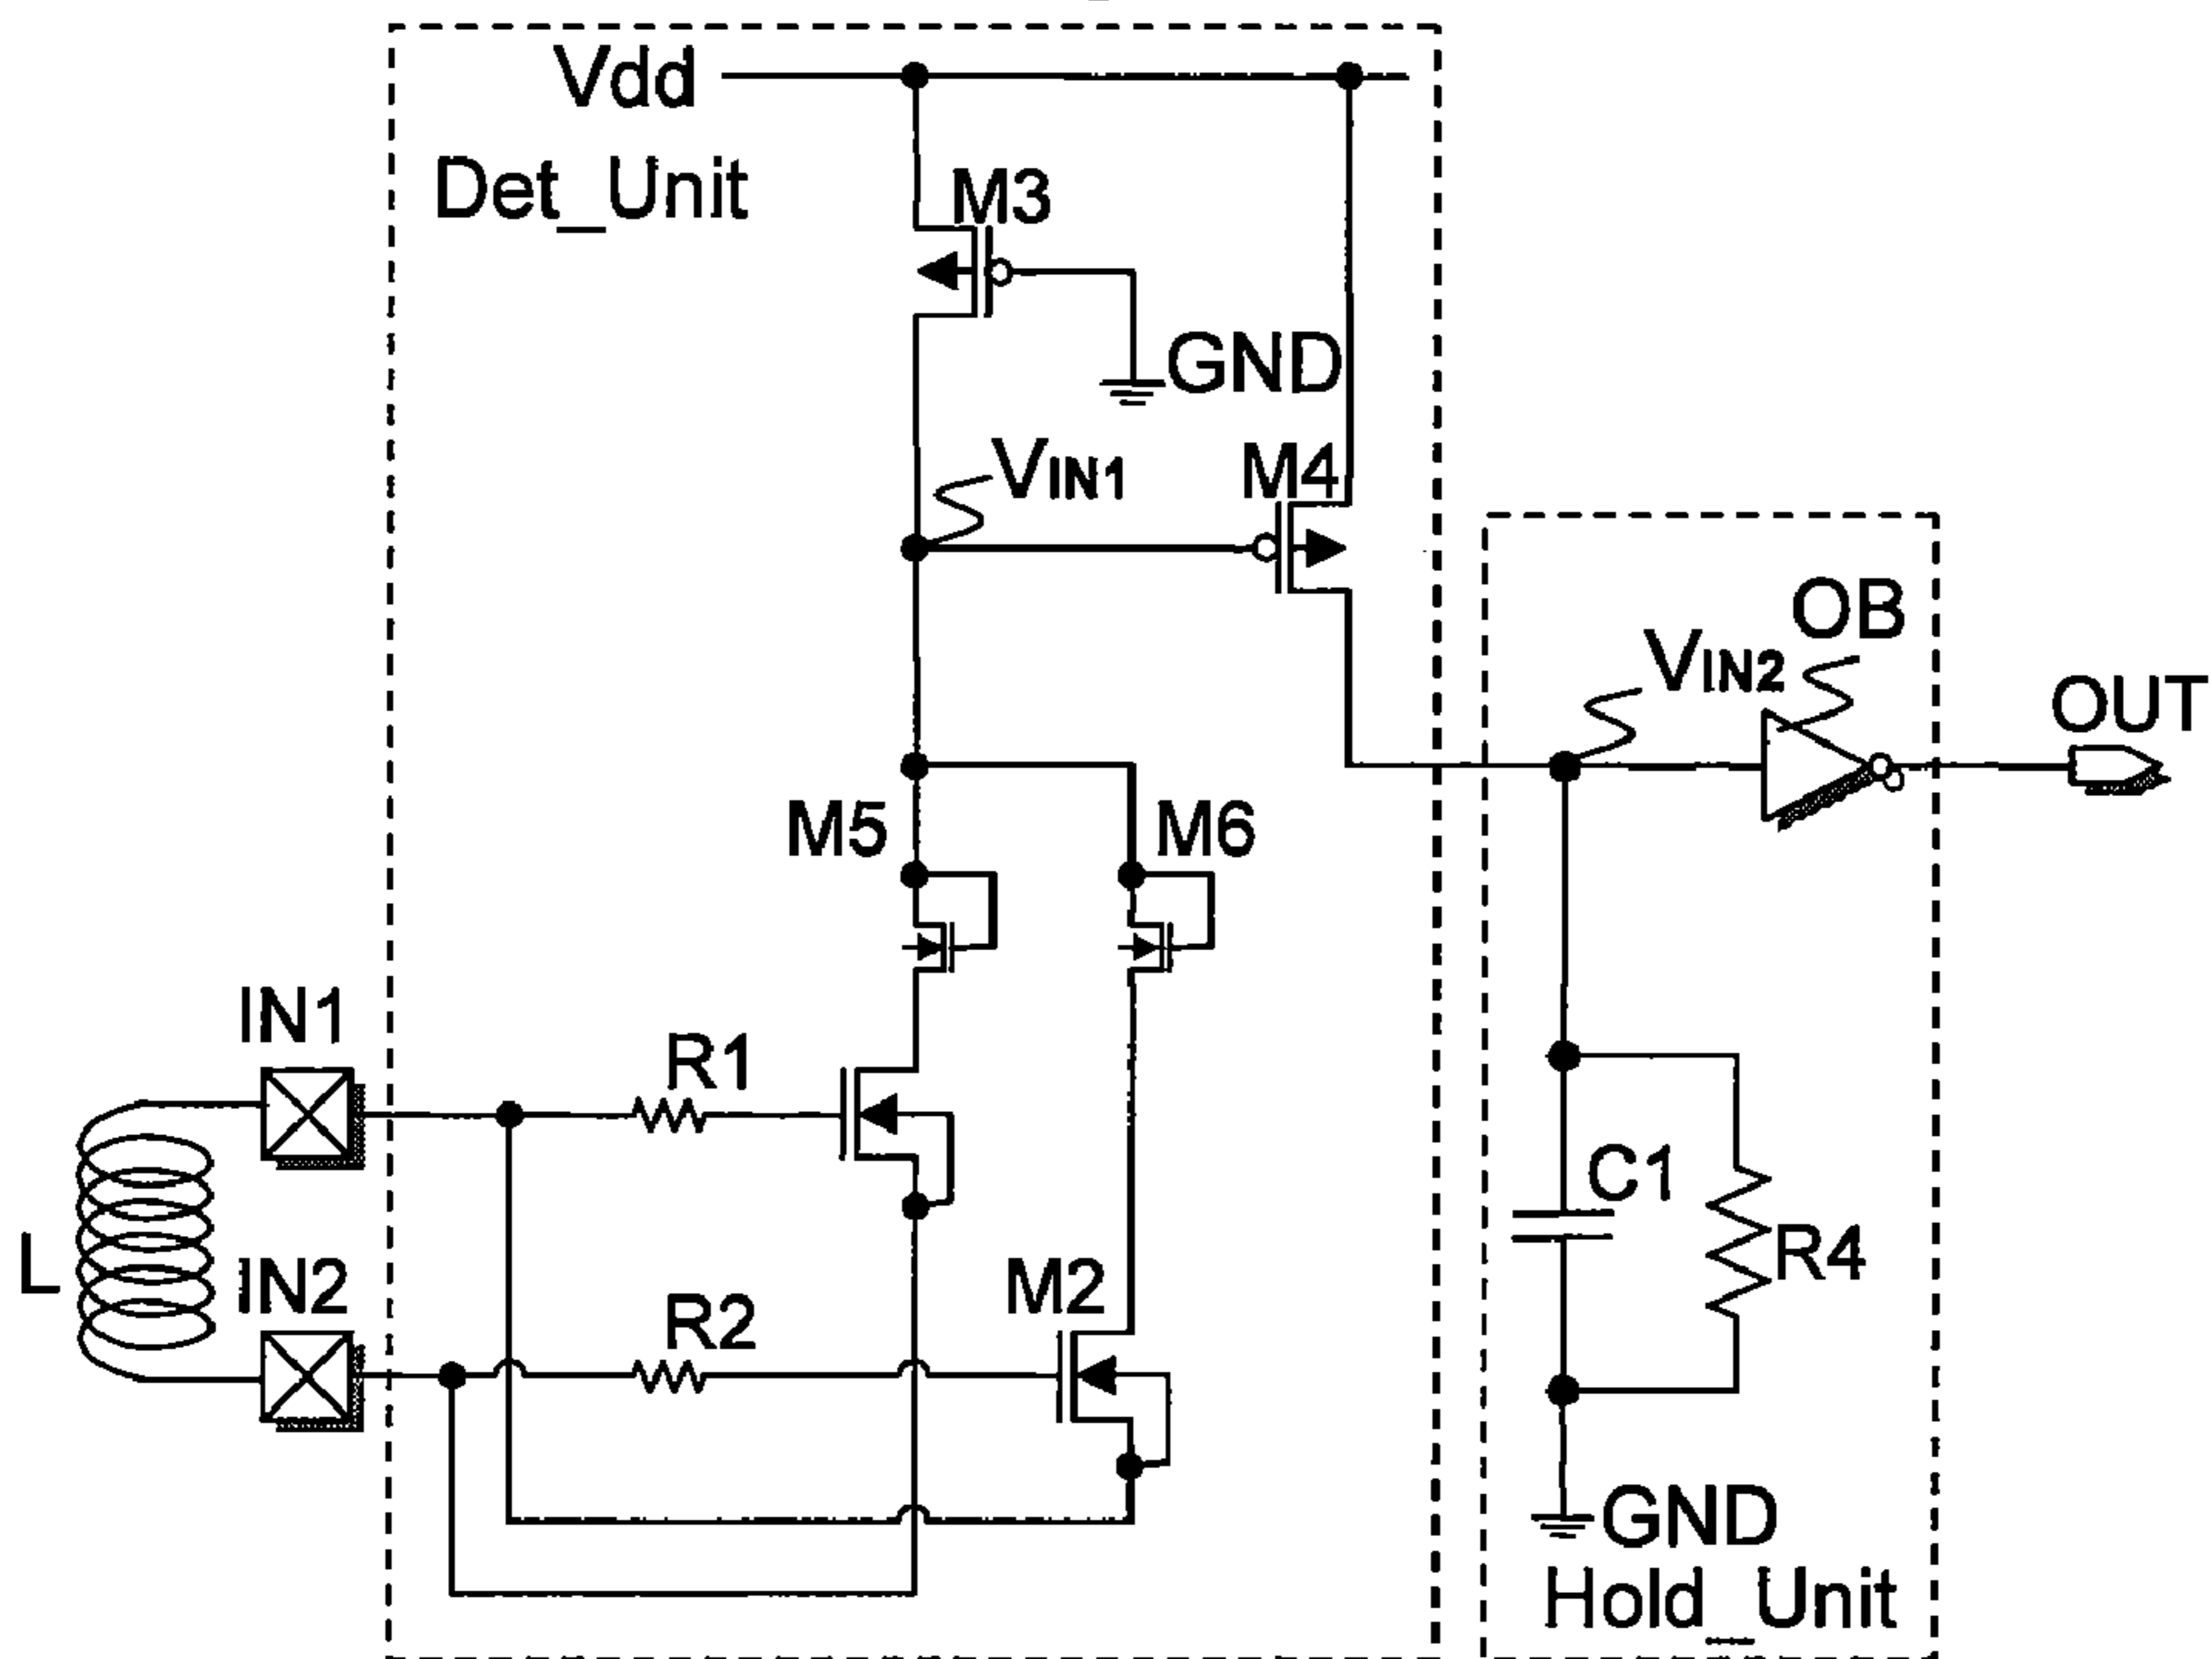 Vdd
Det_Unit
M3
GND
VIN1
M4
OB
VIN2
OUT
M5
M6
IN1
R1
C1
L
IN2
R2
M2
R4
GND
Hold_Unit